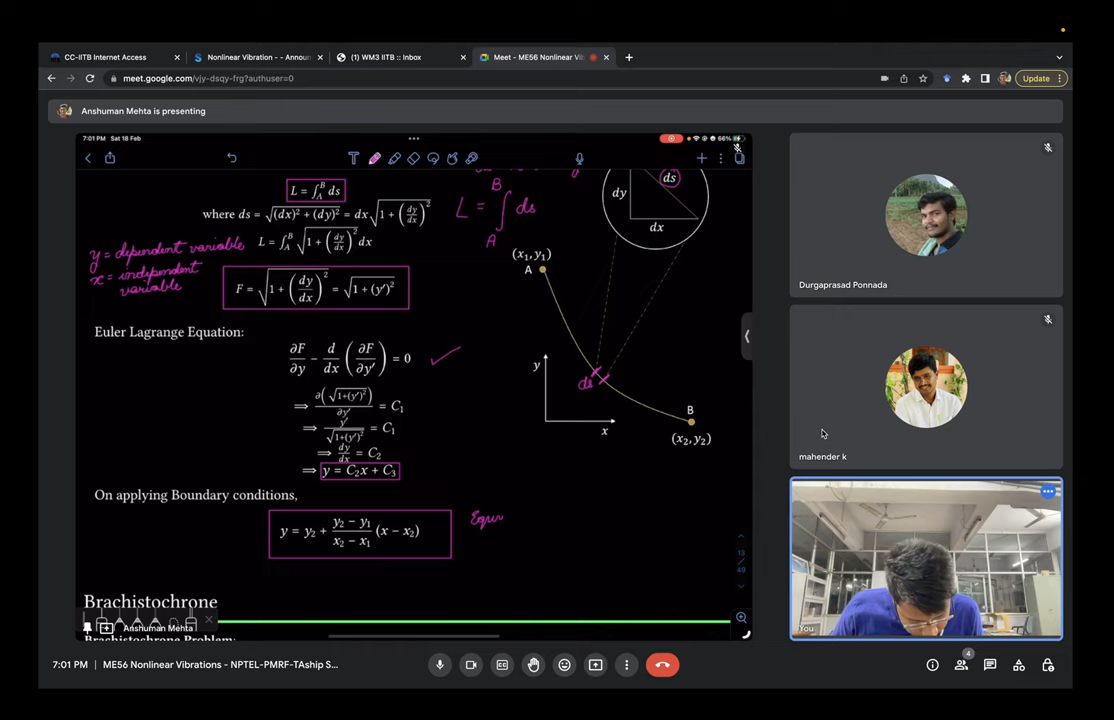 CC-IITB Internet Access
Nonlinear Vibration - - Announ
(1) WM3 IITB :: Inbox
Meet - ME56 Nonlinear Vib
meet.google.com/vjy-dsqy-frg?authuser=0
Update
Anshuman Mehta is presenting
7:01 PM Sat 18 Feb
66%
L = ∫_A^B ds
where ds = √((dx)² + (dy)²) = dx√(1 + (dy/dx)²)
L = ∫_A^B √(1 + (dy/dx)²) dx
y = dependent variable
x = independent
variable
F = √(1 + (dy/dx)²) = √(1 + (y′)²)
L = ∫_A^B ds
ds
dy
dx
(x₁, y₁)
A
ds
y
x
B
(x₂, y₂)
Euler Lagrange Equation:
∂F/∂y − d/dx (∂F/∂y′) = 0
⇒ ∂(√(1+(y′)²))/∂y′ = C₁
⇒ y′/√(1+(y′)²) = C₁
⇒ dy/dx = C₂
⇒ y = C₂x + C₃
On applying Boundary conditions,
y = y₂ + (y₂ − y₁)/(x₂ − x₁) (x − x₂)
Equa
13
/
49
Brachistochrone
Anshuman Mehta
Brachistochrone Problem:
Durgaprasad Ponnada
mahender k
You
7:01 PM | ME56 Nonlinear Vibrations - NPTEL-PMRF-TAship S...
4